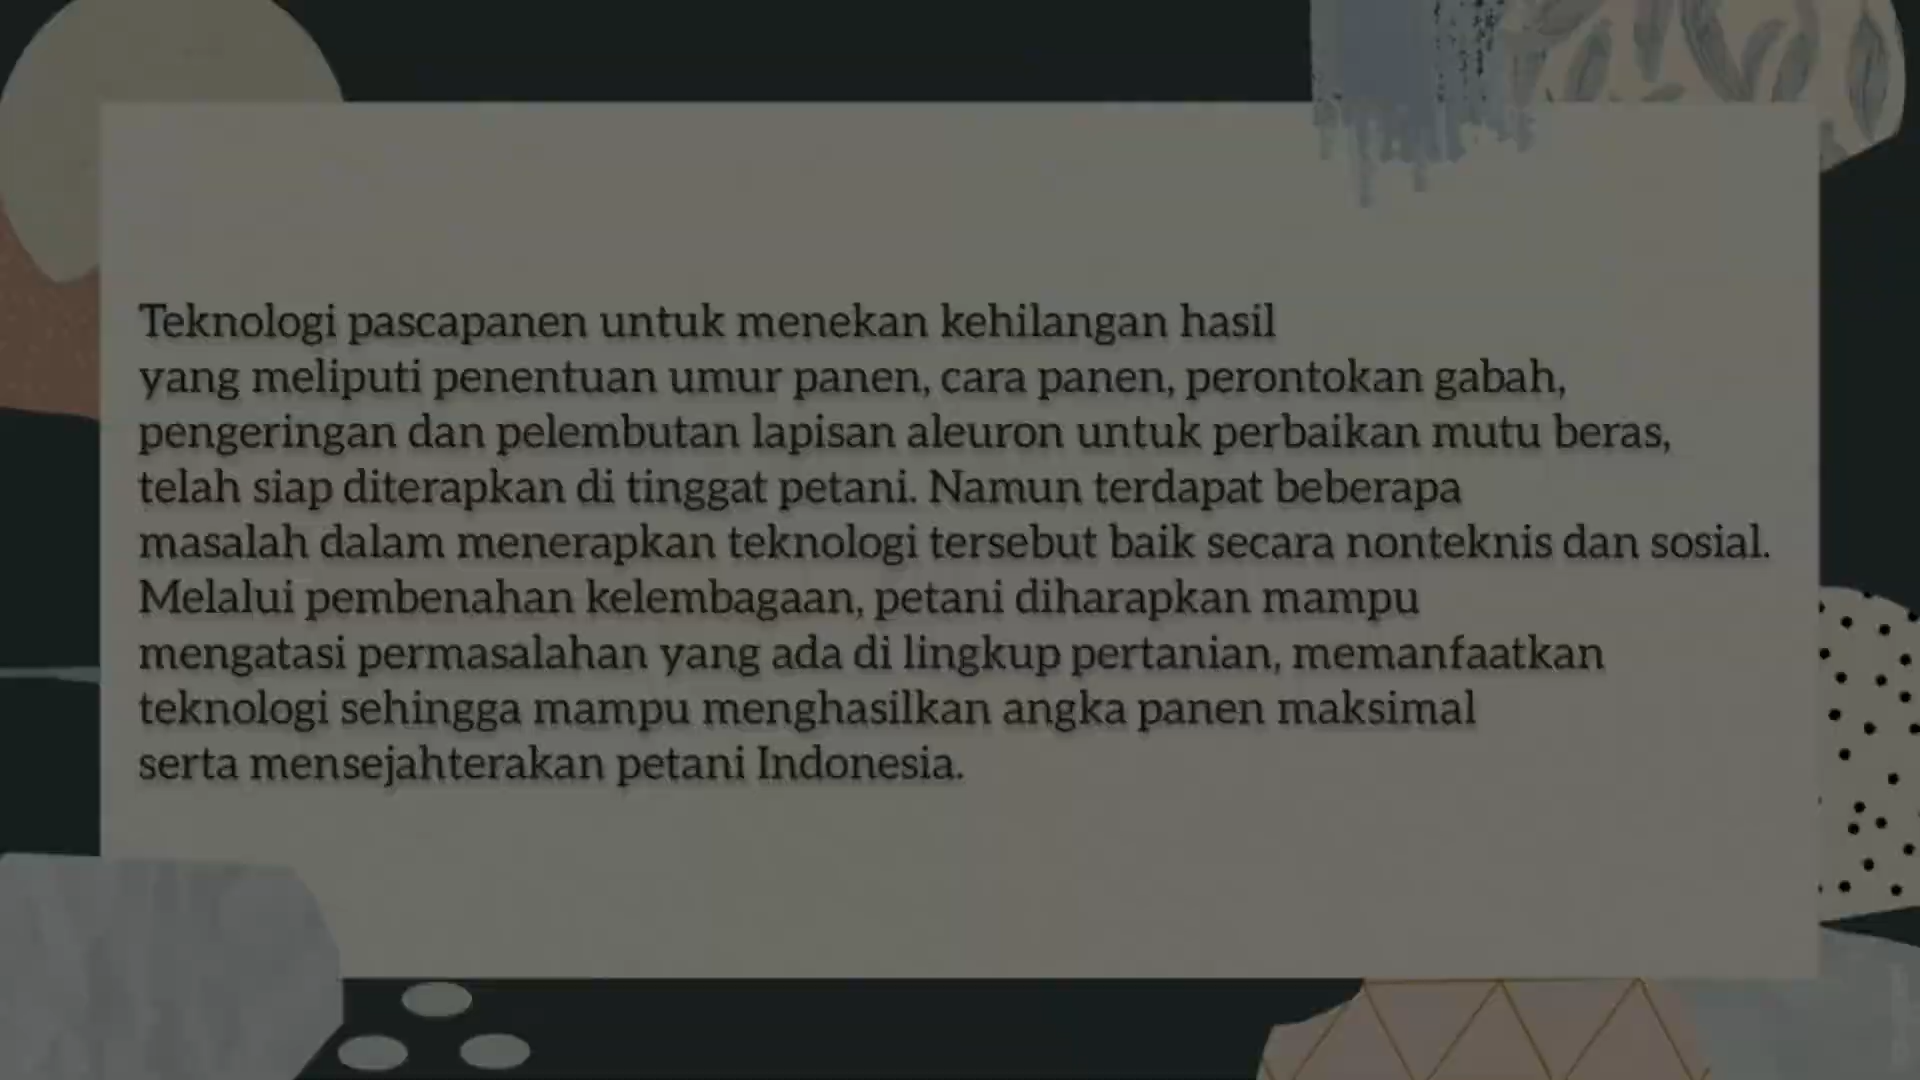 Teknologi pascapanen untuk menekan kehilangan hasil
yang meliputi penentuan umur panen, cara panen, perontokan gabah,
pengeringan dan pelembutan lapisan aleuron untuk perbaikan mutu beras,
telah siap diterapkan di tinggat petani. Namun terdapat beberapa
masalah dalam menerapkan teknologi tersebut baik secara nonteknis dan sosial.
Melalui pembenahan kelembagaan, petani diharapkan mampu
mengatasi permasalahan yang ada di lingkup pertanian, memanfaatkan
teknologi sehingga mampu menghasilkan angka panen maksimal
serta mensejahterakan petani Indonesia.